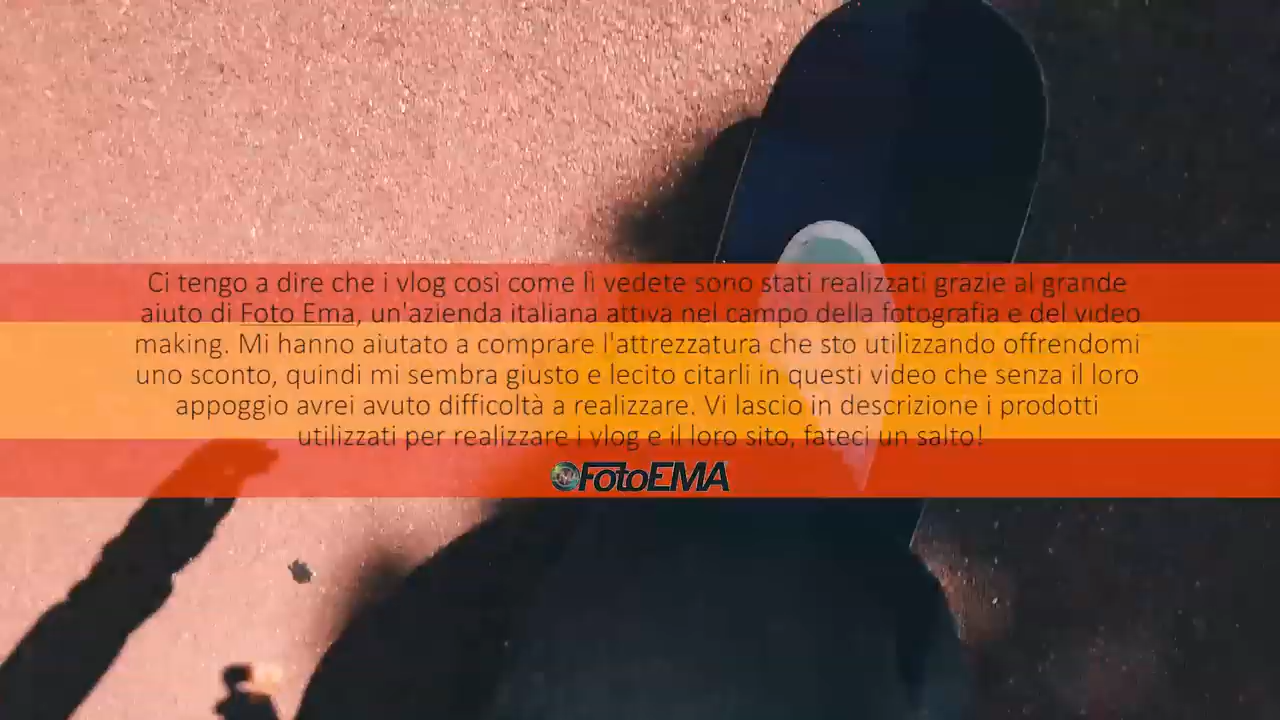 Ci tengo a dire che i vlog così come lì vedete sono stati realizzati grazie al grande
aiuto di Foto Ema, un'azienda italiana attiva nel campo della fotografia e del video
making. Mi hanno aiutato a comprare l'attrezzatura che sto utilizzando offrendomi
uno sconto, quindi mi sembra giusto e lecito citarli in questi video che senza il loro
appoggio avrei avuto difficoltà a realizzare. Vi lascio in descrizione i prodotti
utilizzati per realizzare i vlog e il loro sito, fateci un salto!
FotoEMA